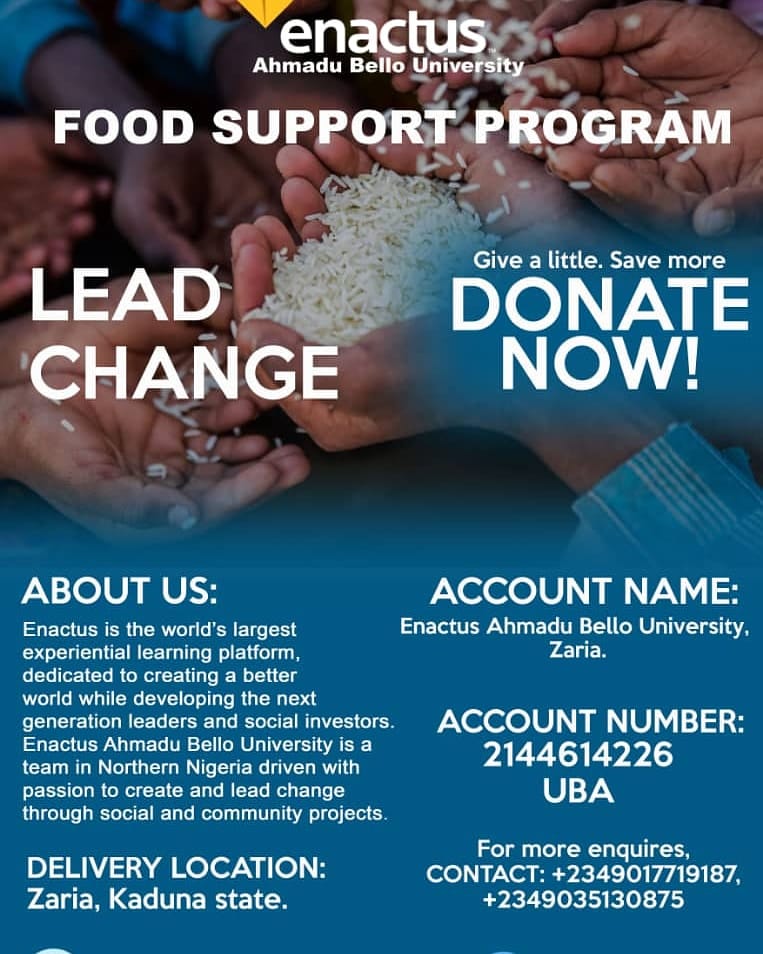 enactus
Ahmadu Bello University
FOOD SUPPORT PROGRAM
LEAD
CHANGE
Give a little. Save more
DONATE
NOW!
ABOUT US:
Enactus is the world's largest
experiential learning platform,
dedicated to creating a better
world while developing the next
generation leaders and social investors.
Enactus Ahmadu Bello University is a
team in Northern Nigeria driven with
passion to create and lead change
through social and community projects.
DELIVERY LOCATION:
Zaria, Kaduna state.
ACCOUNT NAME:
Enactus Ahmadu Bello University,
Zaria.
ACCOUNT NUMBER:
2144614226
UBA
For more enquires,
CONTACT: +2349017719187,
+2349035130875